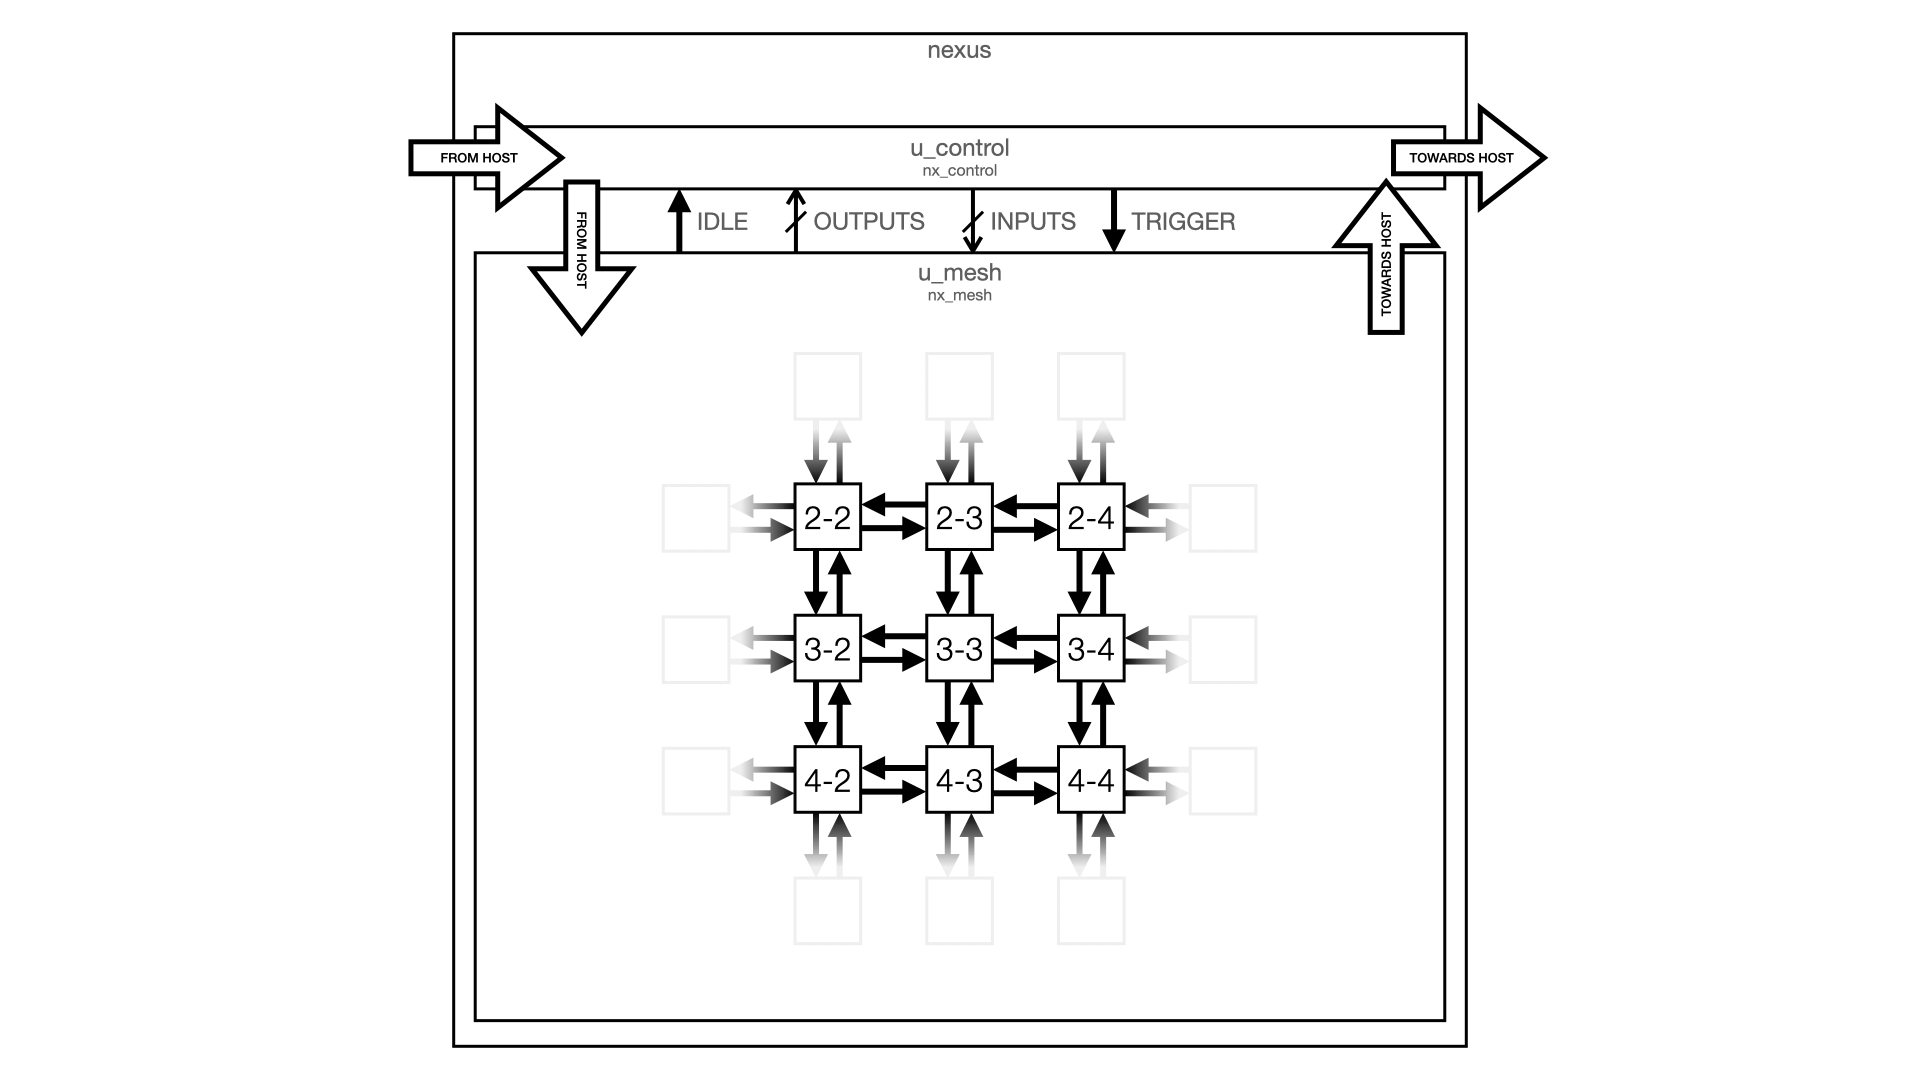 nexus
FROM HOST
u_control
nx_control
TOWARDS HOST
FROM HOST
IDLE
OUTPUTS
INPUTS
TRIGGER
TOWARDS HOST
u_mesh
nx_mesh
2-2
2-3
2-4
3-2
3-3
3-4
4-2
4-3
4-4